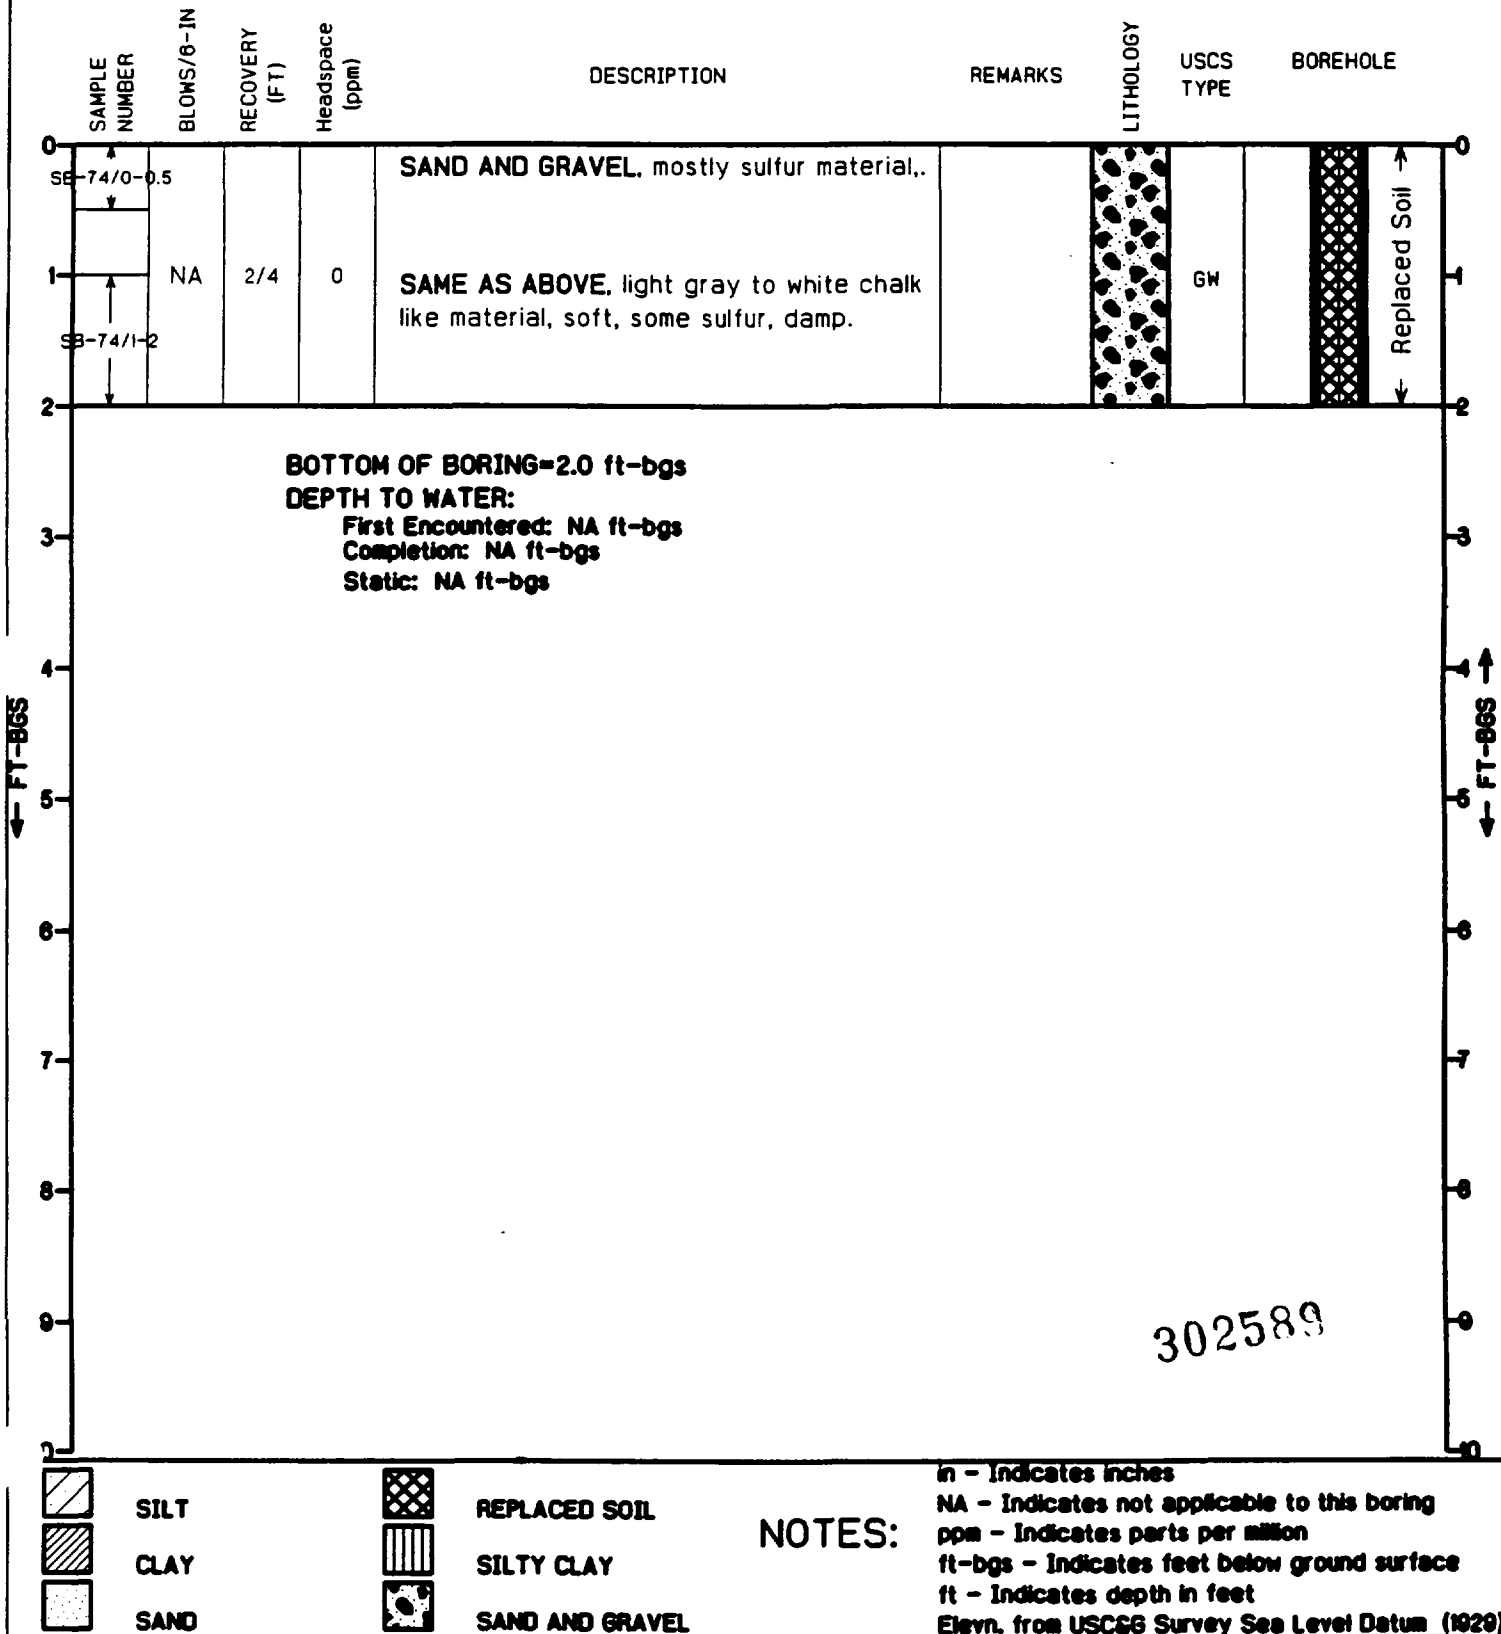 SAMPLE NUMBER
BLOWS/6-IN
RECOVERY (FT)
Headspace (ppm)
DESCRIPTION
REMARKS
LITHOLOGY
USCS TYPE
BOREHOLE
0
0
SB-74/0-0.5
SAND AND GRAVEL, mostly sulfur material,.
Replaced Soil
1
NA
2/4
0
SAME AS ABOVE, light gray to white chalk
like material, soft, some sulfur, damp.
GW
1
SB-74/1-2
2
2
BOTTOM OF BORING=2.0 ft-bgs
DEPTH TO WATER:
First Encountered: NA ft-bgs
Completion: NA ft-bgs
Static: NA ft-bgs
3
3
4
4
FT-BGS
FT-BGS
5
5
6
6
7
7
8
8
9
9
302589
10
SILT
CLAY
SAND
REPLACED SOIL
SILTY CLAY
SAND AND GRAVEL
NOTES:
in - Indicates inches
NA - Indicates not applicable to this boring
ppm - Indicates parts per million
ft-bgs - Indicates feet below ground surface
ft - Indicates depth in feet
Elevn. from USC&G Survey Sea Level Datum (1929)